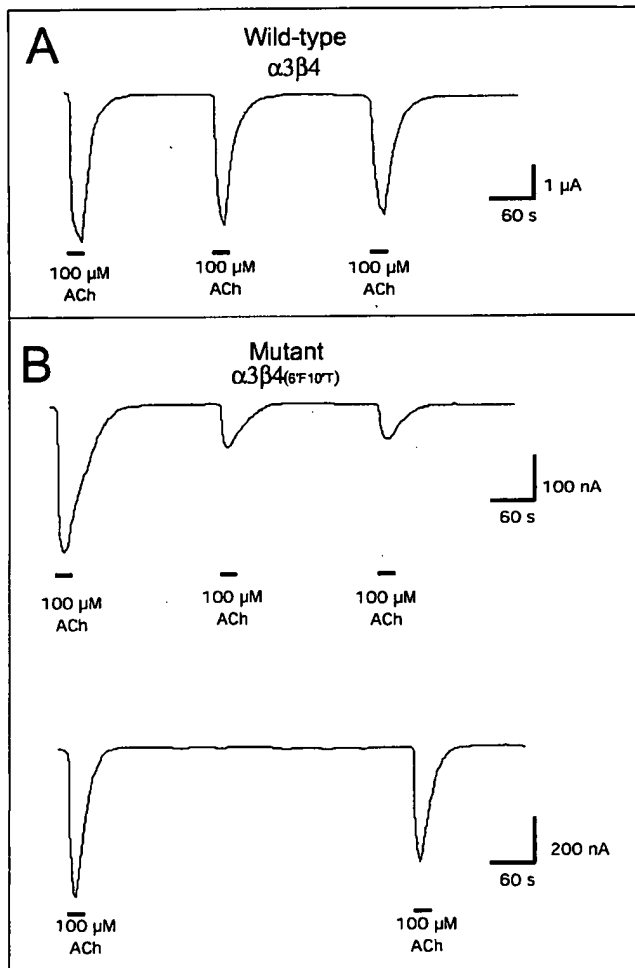 A
Wild-type
α3β4
1 µA
60 s
100 µM
ACh
100 µM
ACh
100 µM
ACh
B
Mutant
α3β4(6'F10'T)
100 nA
60 s
100 µM
ACh
100 µM
ACh
100 µM
ACh
200 nA
60 s
100 µM
ACh
100 µM
ACh